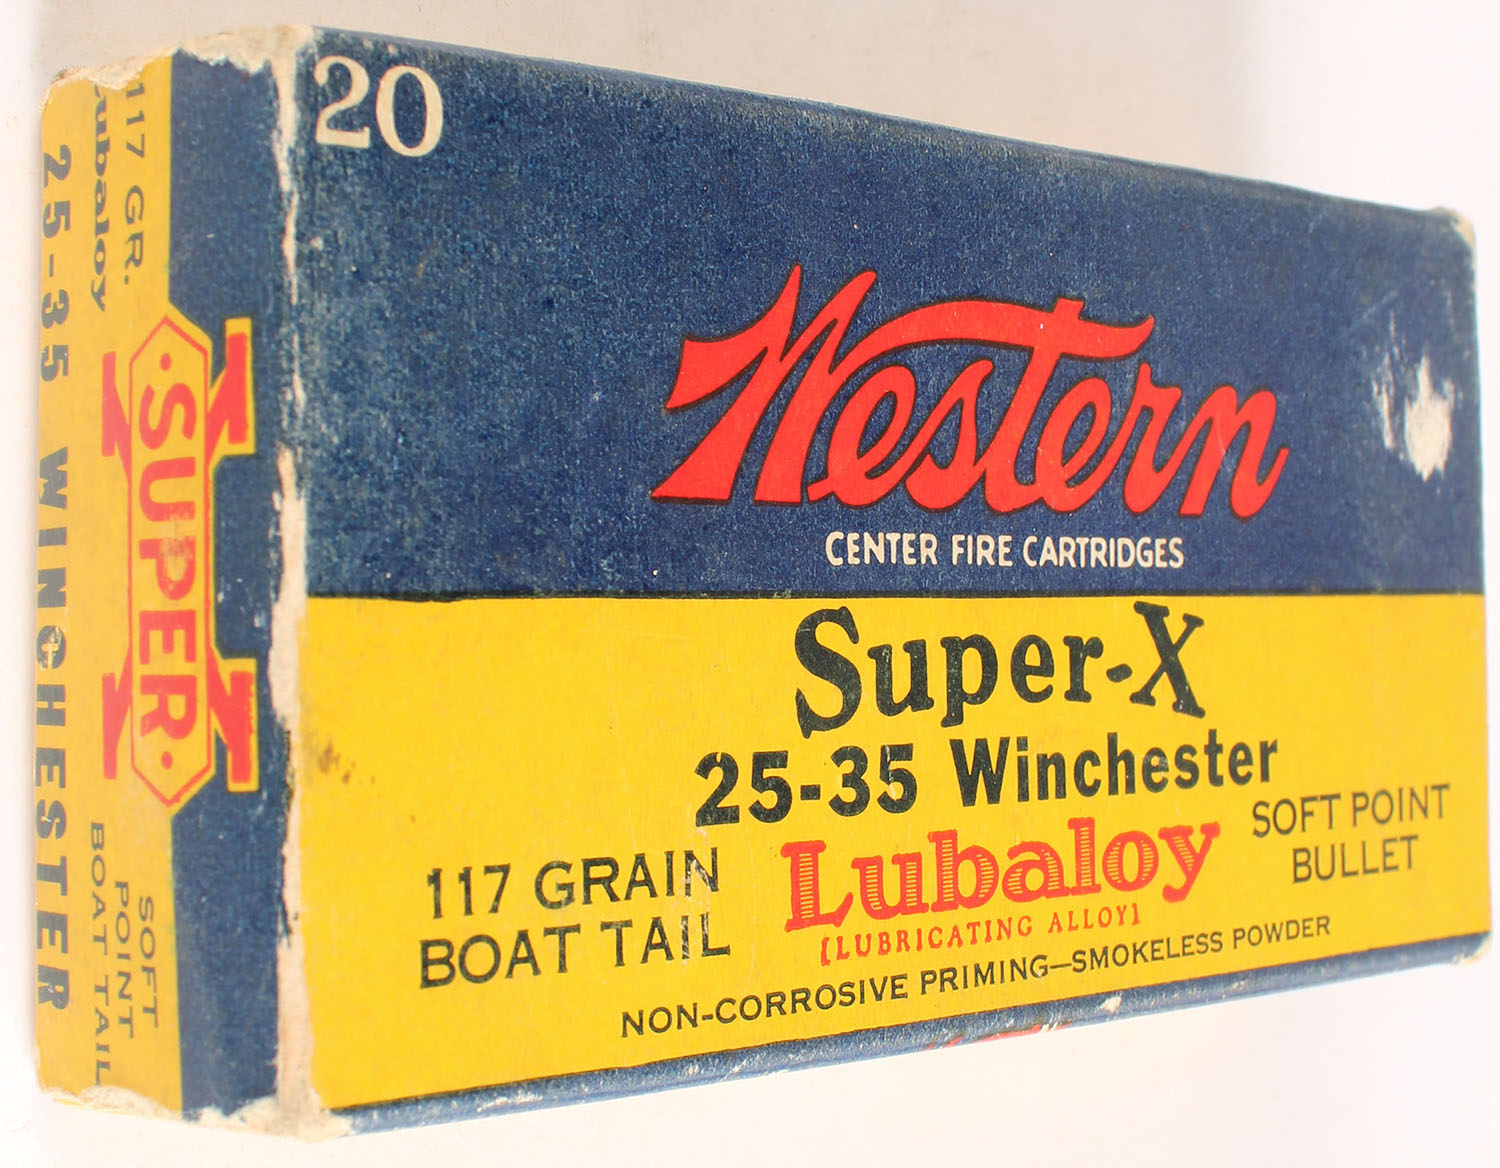 20
Western
CENTER FIRE CARTRIDGES
Super-X
25-35 Winchester
117 GRAIN
BOAT TAIL
Lubaloy
[LUBRICATING ALLOY]
SOFT POINT
BULLET
NON-CORROSIVE PRIMING—SMOKELESS POWDER
117 GR.
Lubaloy
SUPER
X
SOFT
POINT
BOAT TAIL
25-35 WINCHESTER